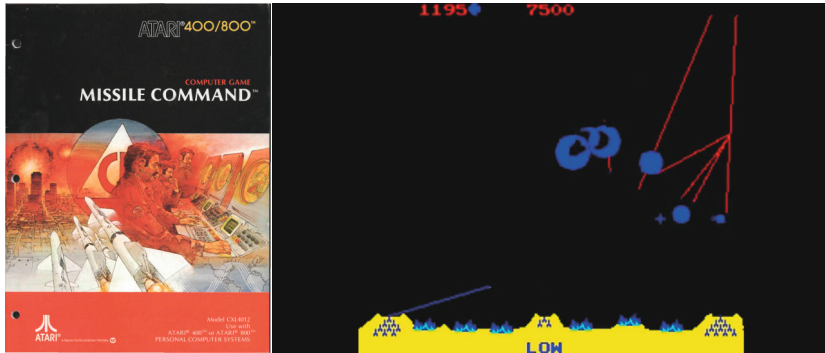 ATARI® 400/800™
COMPUTER GAME
MISSILE COMMAND™
Model CXL4012
Use with
ATARI® 400™ or ATARI® 800™
PERSONAL COMPUTER SYSTEMS
ATARI®
1195 7500
LOW